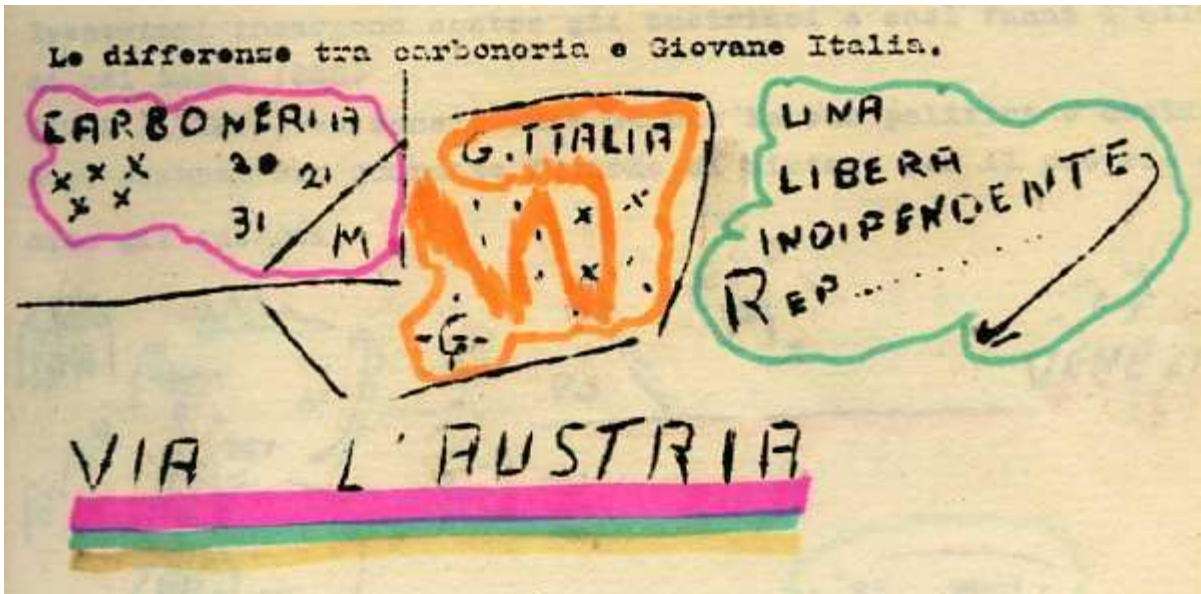 Le differenze tra carbonoria e Giovane Italia.
CARBONERIA
20 21
31 M
G. ITALIA
-G-
UNA
LIBERA
INDIPENDENTE
REP...........
VIA L'AUSTRIA